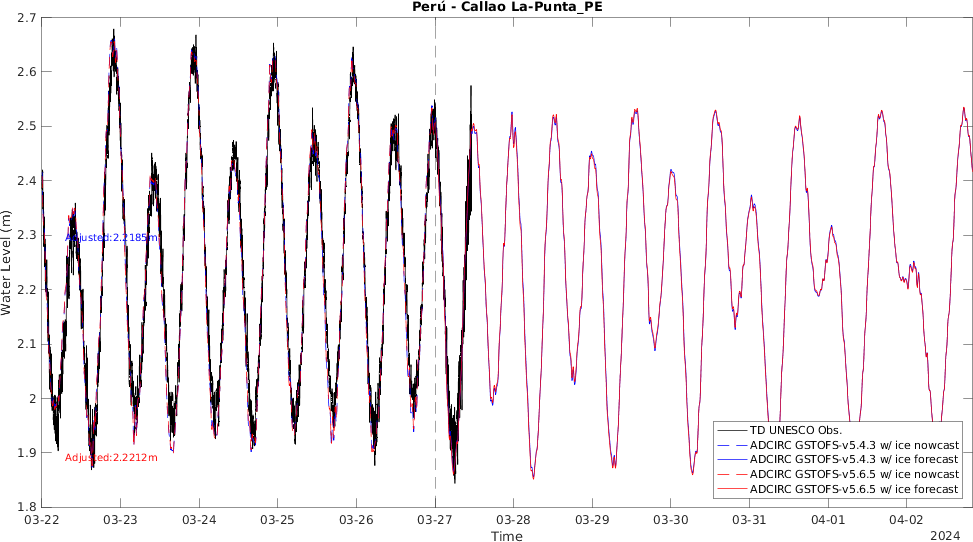 Perú - Callao La-Punta_PE
2.7
2.6
2.5
2.4
2.3
2.2
2.1
2
1.9
1.8
Water Level (m)
Adjusted:2.2185m
Adjusted:2.2212m
TD UNESCO Obs.
ADCIRC GSTOFS-v5.4.3 w/ ice nowcast
ADCIRC GSTOFS-v5.4.3 w/ ice forecast
ADCIRC GSTOFS-v5.6.5 w/ ice nowcast
ADCIRC GSTOFS-v5.6.5 w/ ice forecast
03-22 03-23 03-24 03-25 03-26 03-27 03-28 03-29 03-30 03-31 04-01 04-02
Time
2024